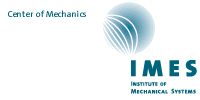 Center of Mechanics
IMES
INSTITUTE OF
MECHANICAL SYSTEMS